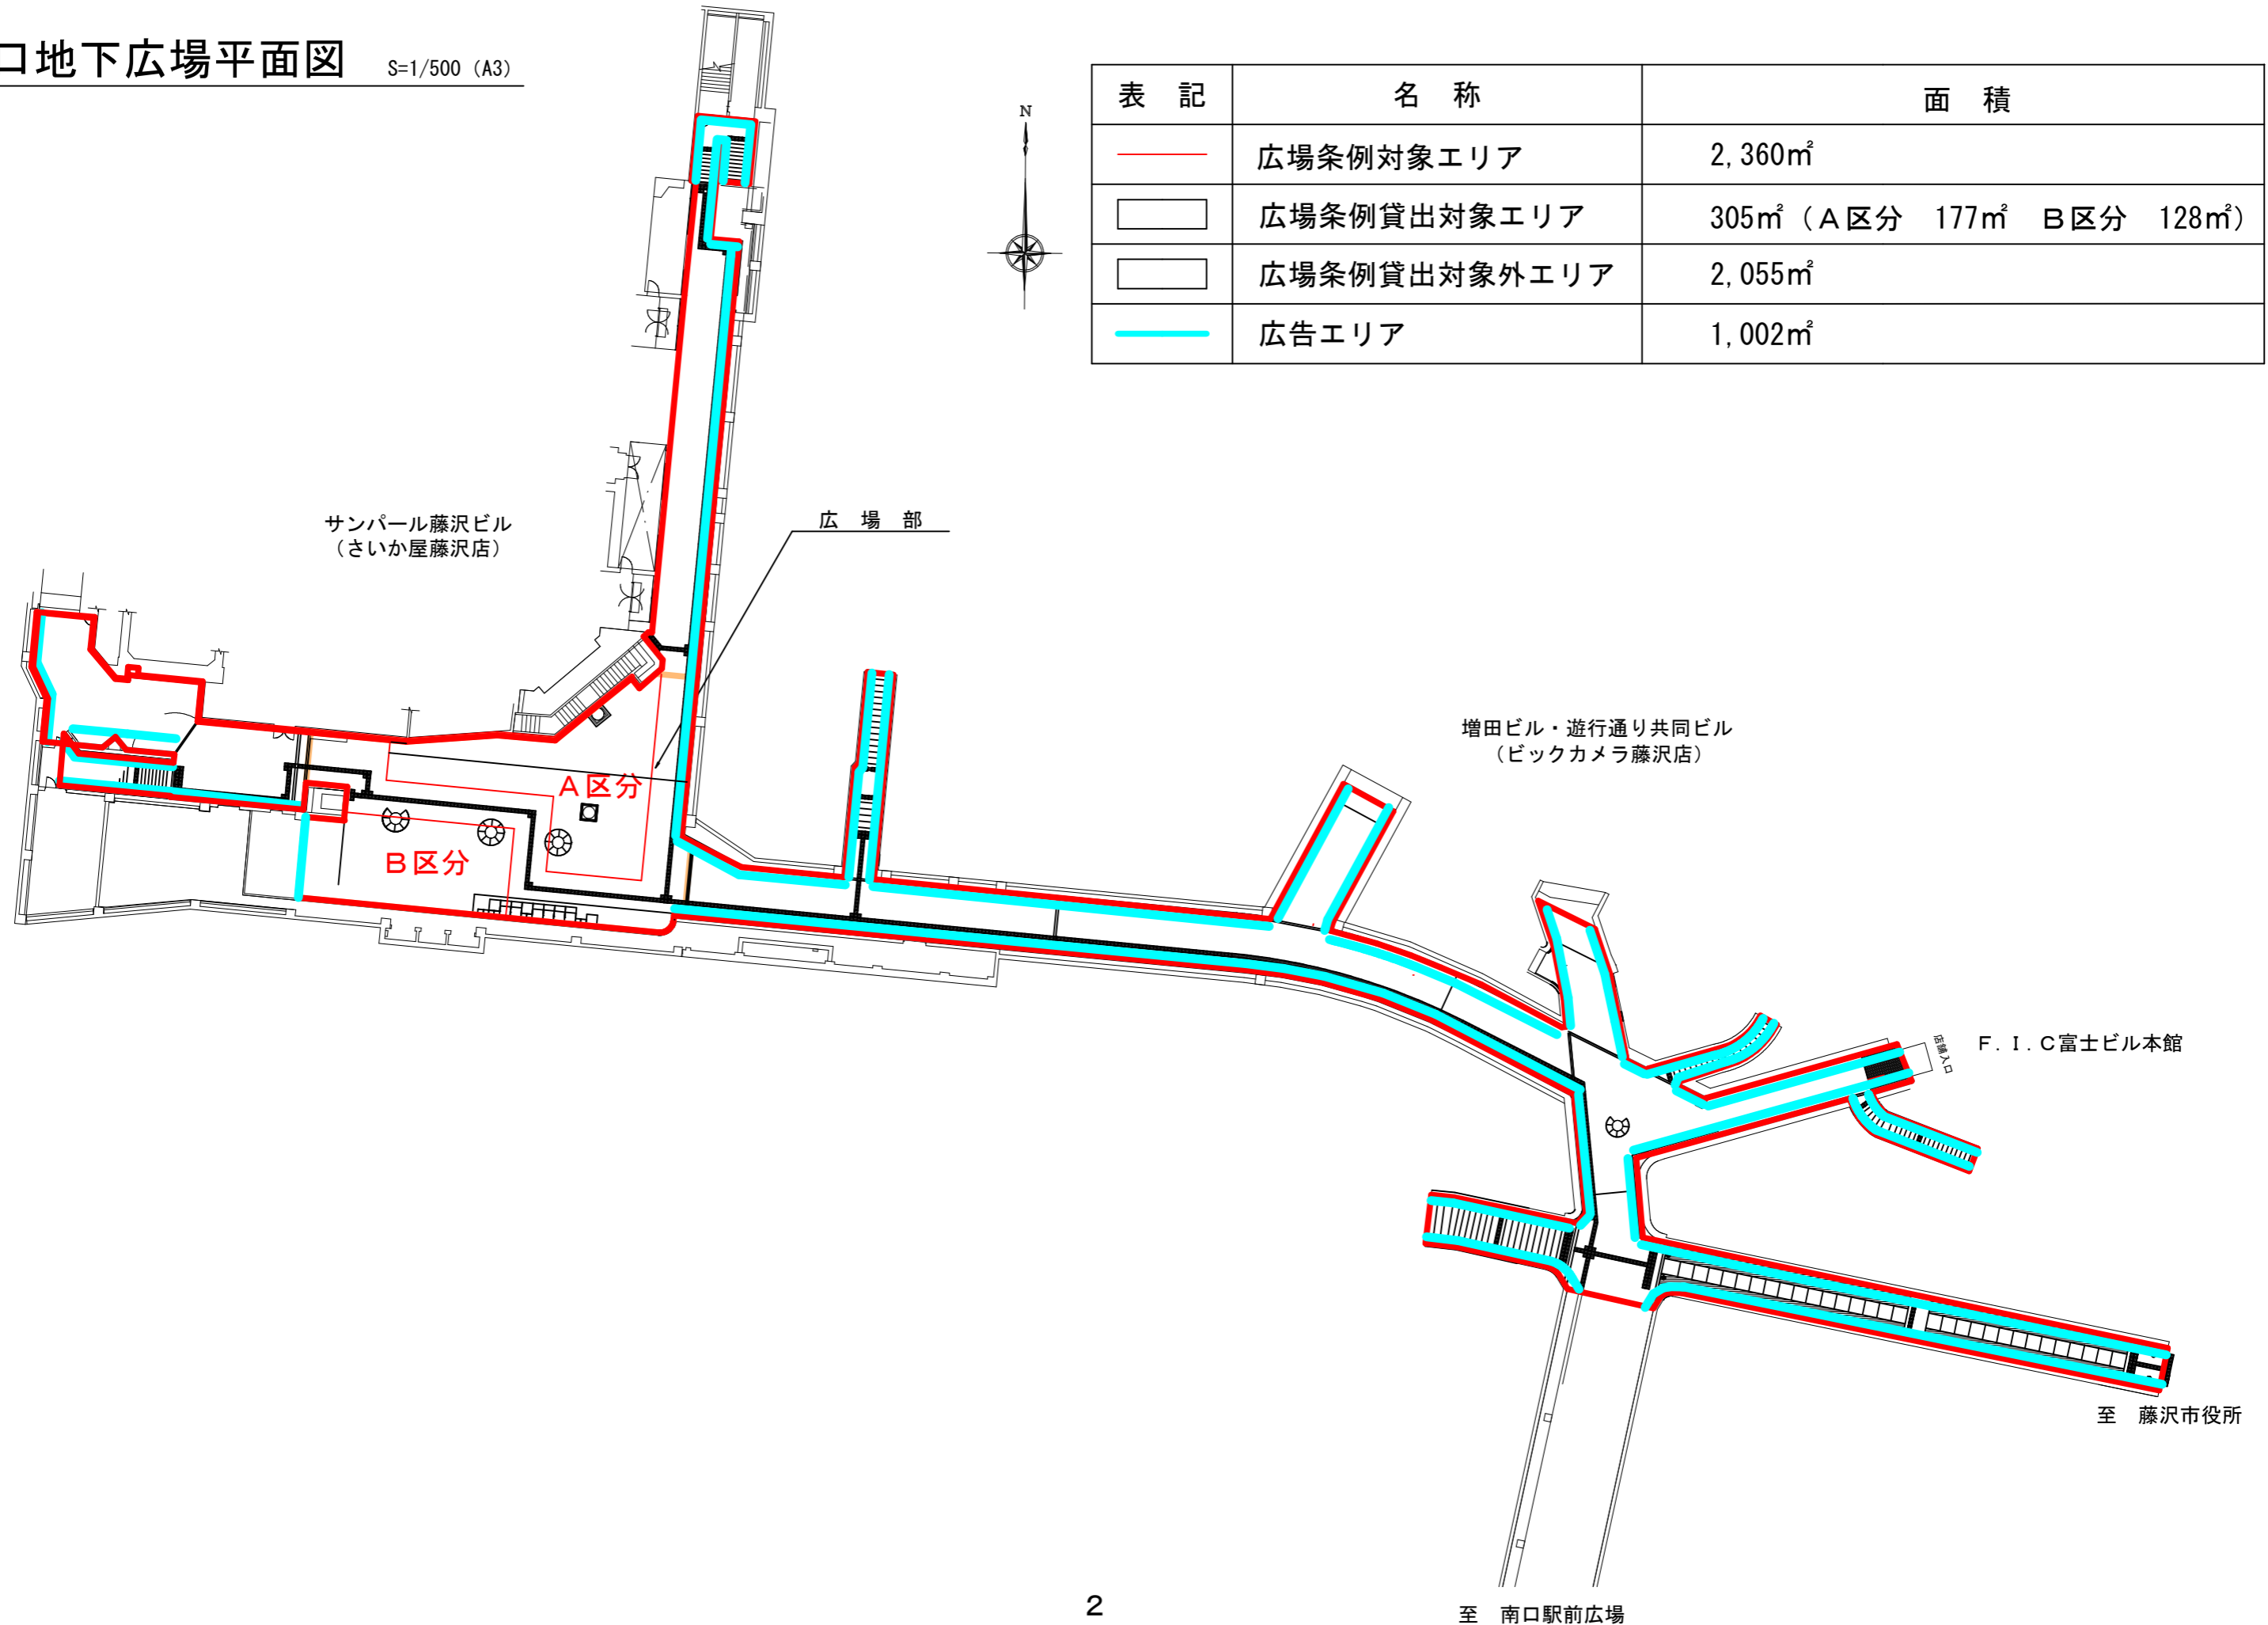 口地下広場平面図 S=1/500 (A3)
N
表 記 名 称 面 積
広場条例対象エリア 2,360㎡
広場条例貸出対象エリア 305㎡ (A区分 177㎡ B区分 128㎡)
広場条例貸出対象外エリア 2,055㎡
広告エリア 1,002㎡
サンパール藤沢ビル
(さいか屋藤沢店)
広 場 部
増田ビル・遊行通り共同ビル
(ビックカメラ藤沢店)
A区分
B区分
店舗入口
F.I.C富士ビル本館
至 藤沢市役所
至 南口駅前広場
2